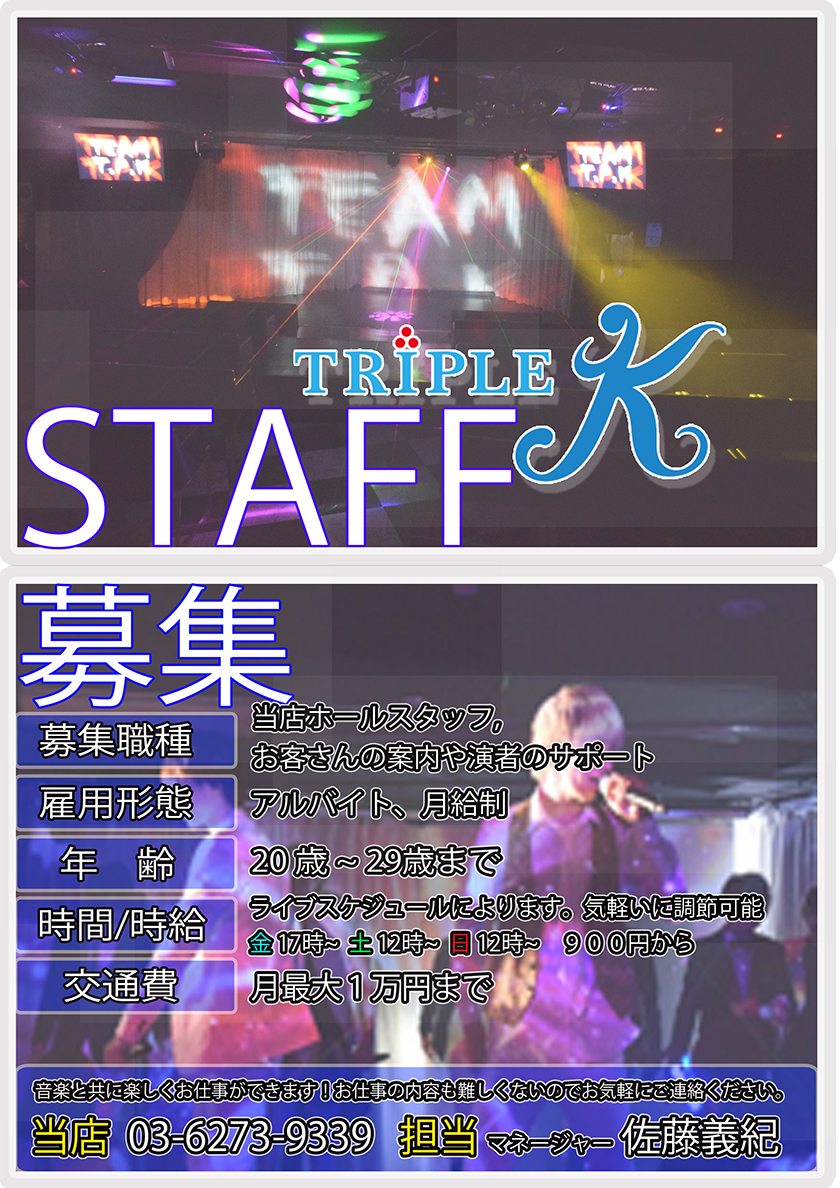 TEAM
T.A.K
TEAM
T.A.K
TEAM
TRIPLE K
STAFF
募集
募集職種
当店ホールスタッフ,
お客さんの案内や演者のサポート
雇用形態
アルバイト、月給制
年 齢
20 歳 ~ 29歳まで
時間/時給
ライブスケジュールによります。気軽いに調節可能
金 17時~ 土 12時~ 日 12時~ ９００円から
交通費
月最大１万円まで
音楽と共に楽しくお仕事ができます！お仕事の内容も難しくないのでお気軽にご連絡ください。
当店 03-6273-9339 担当 マネージャー 佐藤義紀